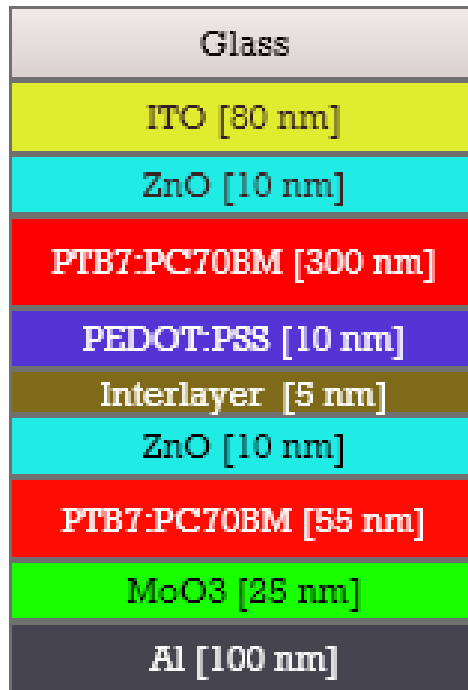 Glass
ITO [80 nm]
ZnO [10 nm]
PTB7:PC70BM [300 nm]
PEDOT:PSS [10 nm]
Interlayer [5 nm]
ZnO [10 nm]
PTB7:PC70BM [55 nm]
MoO3 [25 nm]
Al [100 nm]